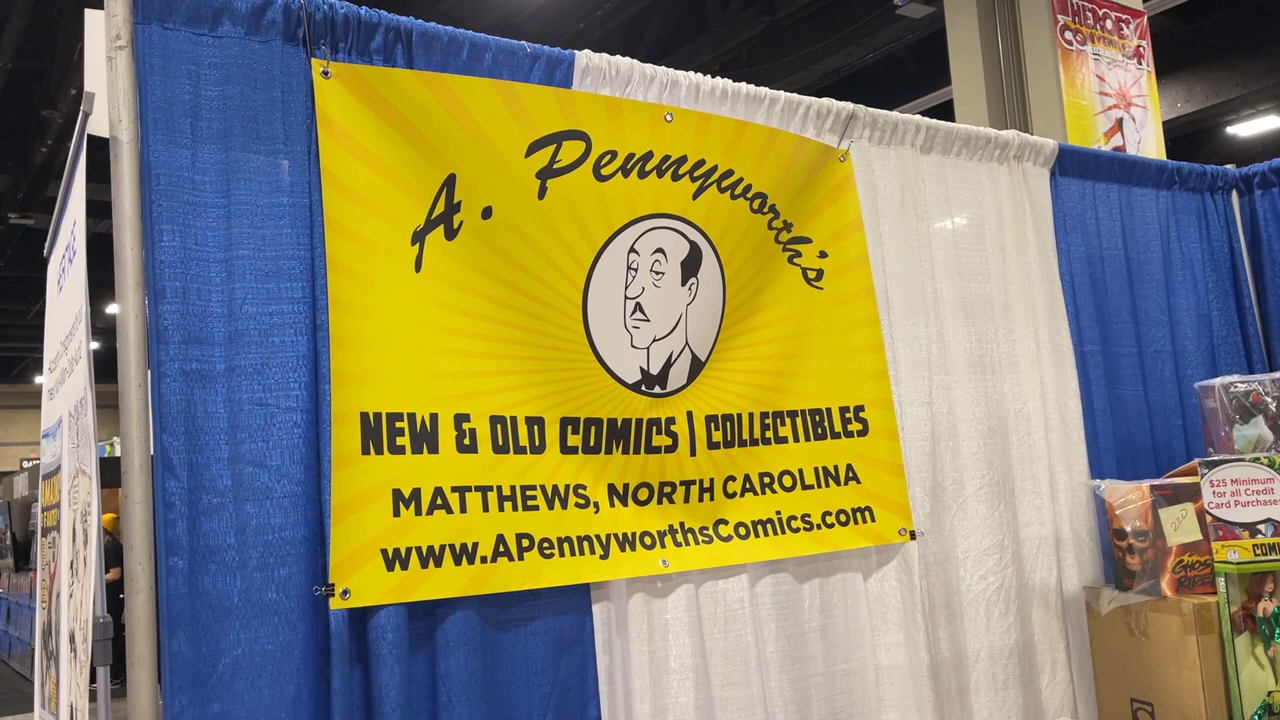 HEROES
CONVENTION
A. Pennyworth's
NEW & OLD COMICS | COLLECTIBLES
MATTHEWS, NORTH CAROLINA
www.APennyworthsComics.com
$25 Minimum
for all Credit
Card Purchases
GHOST
RIDER